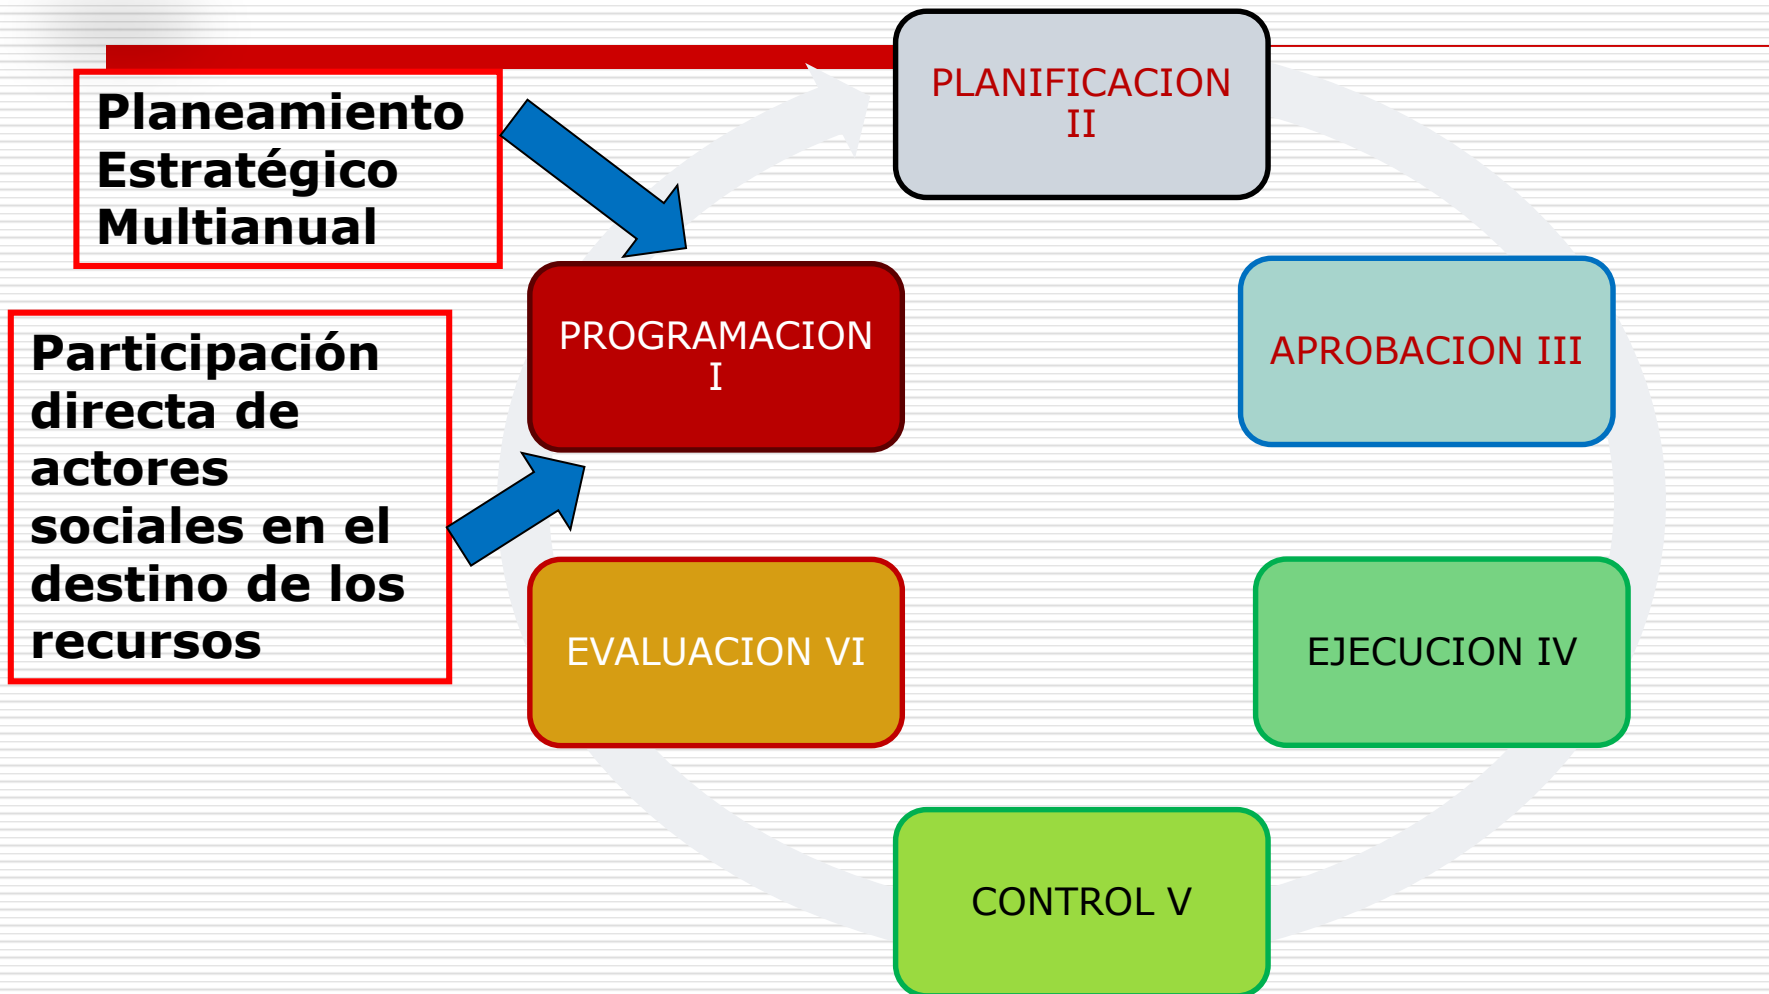 PLANIFICACION
II
Planeamiento
Estratégico
Multianual
PROGRAMACION
I
APROBACION III
Participación
directa de
actores
sociales en el
destino de los
recursos
EVALUACION VI
EJECUCION IV
CONTROL V